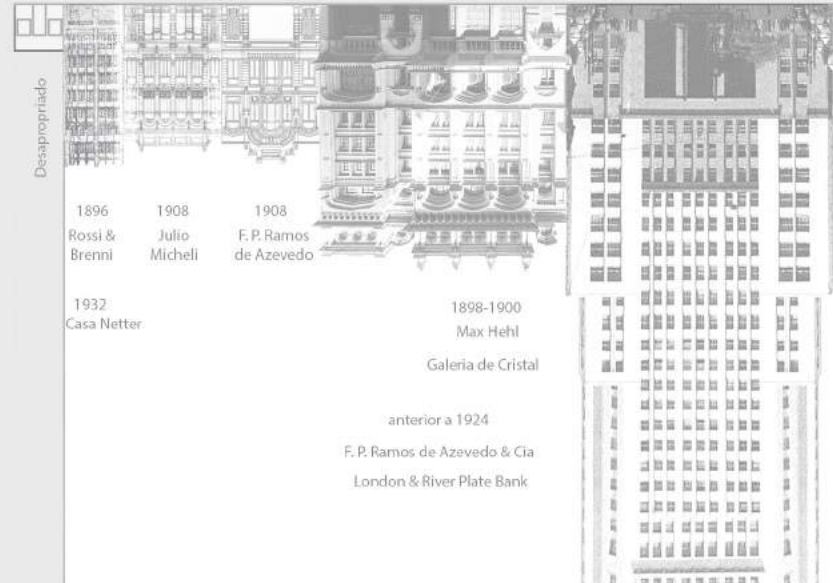 Desapropriado
1896
Rossi &
Brenni
1908
Julio
Micheli
1908
F. P. Ramos
de Azevedo
1932
Casa Netter
1898-1900
Max Hehl
Galeria de Cristal
anterior a 1924
F. P. Ramos de Azevedo & Cia
London & River Plate Bank